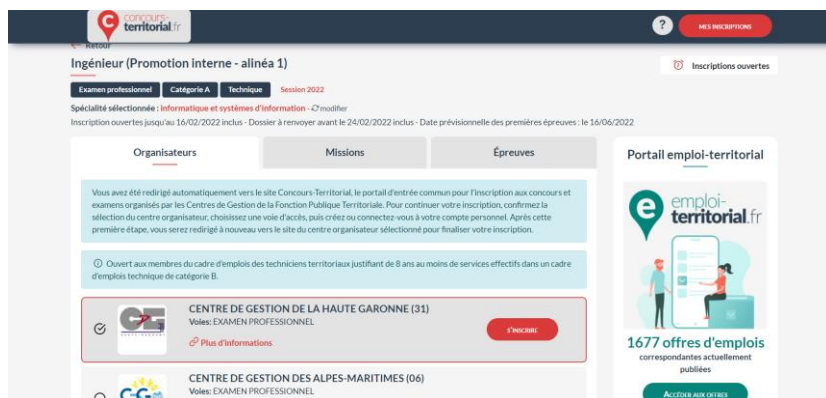 concours-
territorial.fr
?
MES INSCRIPTIONS
Retour
Ingénieur (Promotion interne - alinéa 1)
Inscriptions ouvertes
Examen professionnel Catégorie A Technique Session 2022
Spécialité sélectionnée : informatique et systèmes d'information - modifier
Inscription ouvertes jusqu'au 16/02/2022 inclus - Dossier à renvoyer avant le 24/02/2022 inclus - Date prévisionnelle des premières épreuves : le 16/06/2022
Organisateurs Missions Épreuves
Vous avez été redirigé automatiquement vers le site Concours-Territorial, le portail d'entrée commun pour l'inscription aux concours et
examens organisés par les Centres de Gestion de la Fonction Publique Territoriale. Pour continuer votre inscription, confirmez la
sélection du centre organisateur, choisissez une voie d'accès, puis créez ou connectez-vous à votre compte personnel. Après cette
première étape, vous serez redirigé à nouveau vers le site du centre organisateur sélectionné pour finaliser votre inscription.
Ouvert aux membres du cadre d'emplois des techniciens territoriaux justifiant de 8 ans au moins de services effectifs dans un cadre
d'emplois technique de catégorie B.
CENTRE DE GESTION DE LA HAUTE GARONNE (31)
Voies: EXAMEN PROFESSIONNEL
Plus d'informations
S'INSCRIRE
CENTRE DE GESTION DES ALPES-MARITIMES (06)
Voies: EXAMEN PROFESSIONNEL
Portail emploi-territorial
emploi-
territorial.fr
1677 offres d'emplois
correspondantes actuellement
publiées
ACCÉDER AUX OFFRES